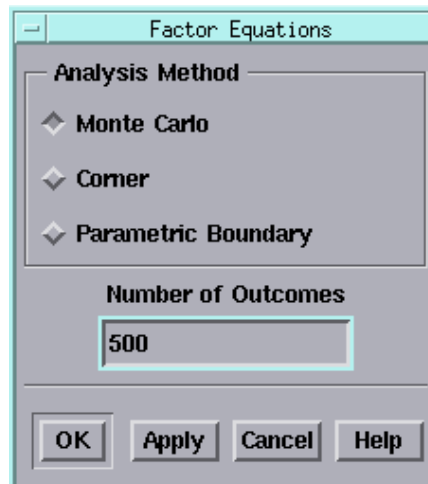 Factor Equations
Analysis Method
Monte Carlo
Corner
Parametric Boundary
Number of Outcomes
500
OK Apply Cancel Help